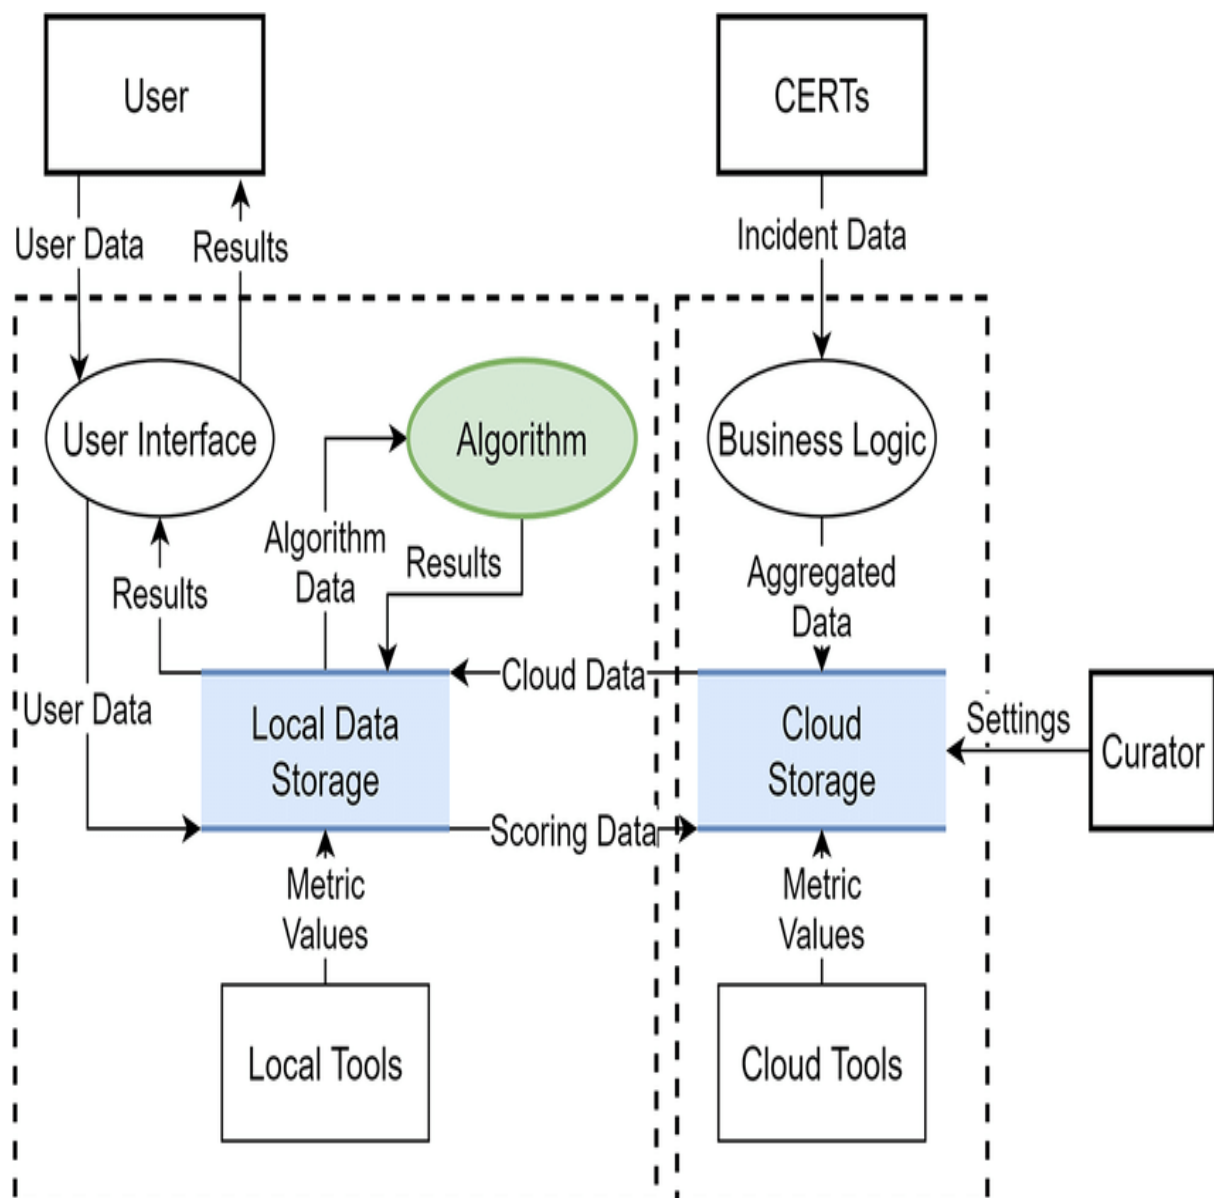 User
CERTs
User Data
Results
Incident Data
User Interface
Algorithm
Business Logic
Algorithm
Data
Results
Results
Aggregated
Data
User Data
Cloud Data
Local Data
Storage
Cloud
Storage
Settings
Curator
Scoring Data
Metric
Values
Metric
Values
Local Tools
Cloud Tools